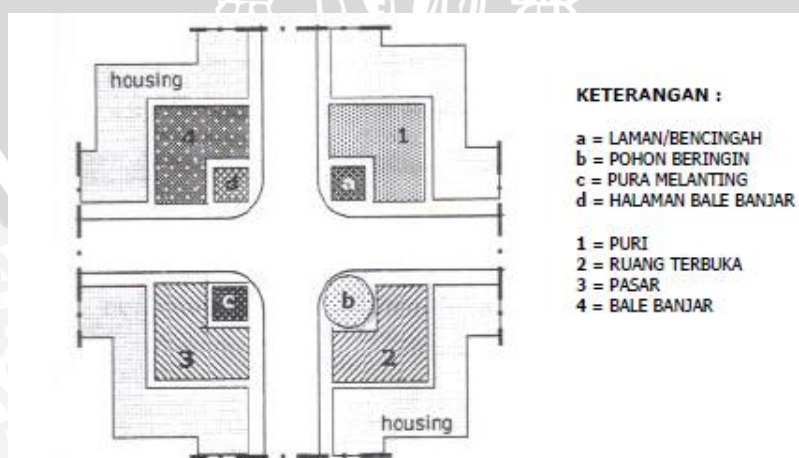 housing
4
1
d
a
c
b
3
2
housing
KETERANGAN :
a = LAMAN/BENCINGAH
b = POHON BERINGIN
c = PURA MELANTING
d = HALAMAN BALE BANJAR
1 = PURI
2 = RUANG TERBUKA
3 = PASAR
4 = BALE BANJAR